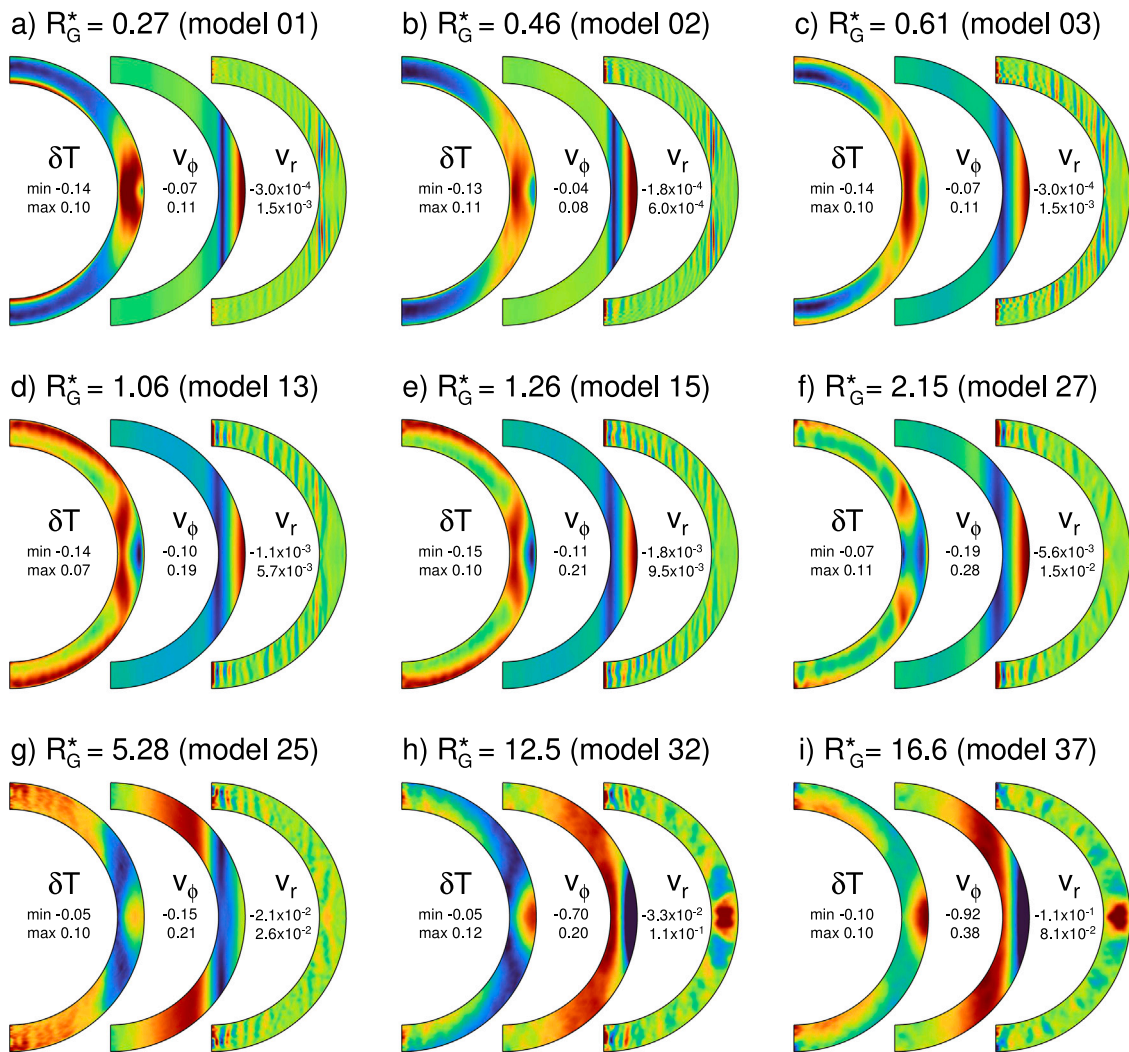 a) R*G = 0.27 (model 01)
b) R*G = 0.46 (model 02)
c) R*G = 0.61 (model 03)
δT vϕ vr
min -0.14 -0.07 -3.0x10-4
max 0.10 0.11 1.5x10-3
δT vϕ vr
min -0.13 -0.04 -1.8x10-4
max 0.11 0.08 6.0x10-4
δT vϕ vr
min -0.14 -0.07 -3.0x10-4
max 0.10 0.11 1.5x10-3
d) R*G = 1.06 (model 13)
e) R*G = 1.26 (model 15)
f) R*G = 2.15 (model 27)
δT vϕ vr
min -0.14 -0.10 -1.1x10-3
max 0.07 0.19 5.7x10-3
δT vϕ vr
min -0.15 -0.11 -1.8x10-3
max 0.10 0.21 9.5x10-3
δT vϕ vr
min -0.07 -0.19 -5.6x10-3
max 0.11 0.28 1.5x10-2
g) R*G = 5.28 (model 25)
h) R*G = 12.5 (model 32)
i) R*G = 16.6 (model 37)
δT vϕ vr
min -0.05 -0.15 -2.1x10-2
max 0.10 0.21 2.6x10-2
δT vϕ vr
min -0.05 -0.70 -3.3x10-2
max 0.12 0.20 1.1x10-1
δT vϕ vr
min -0.10 -0.92 -1.1x10-1
max 0.10 0.38 8.1x10-2